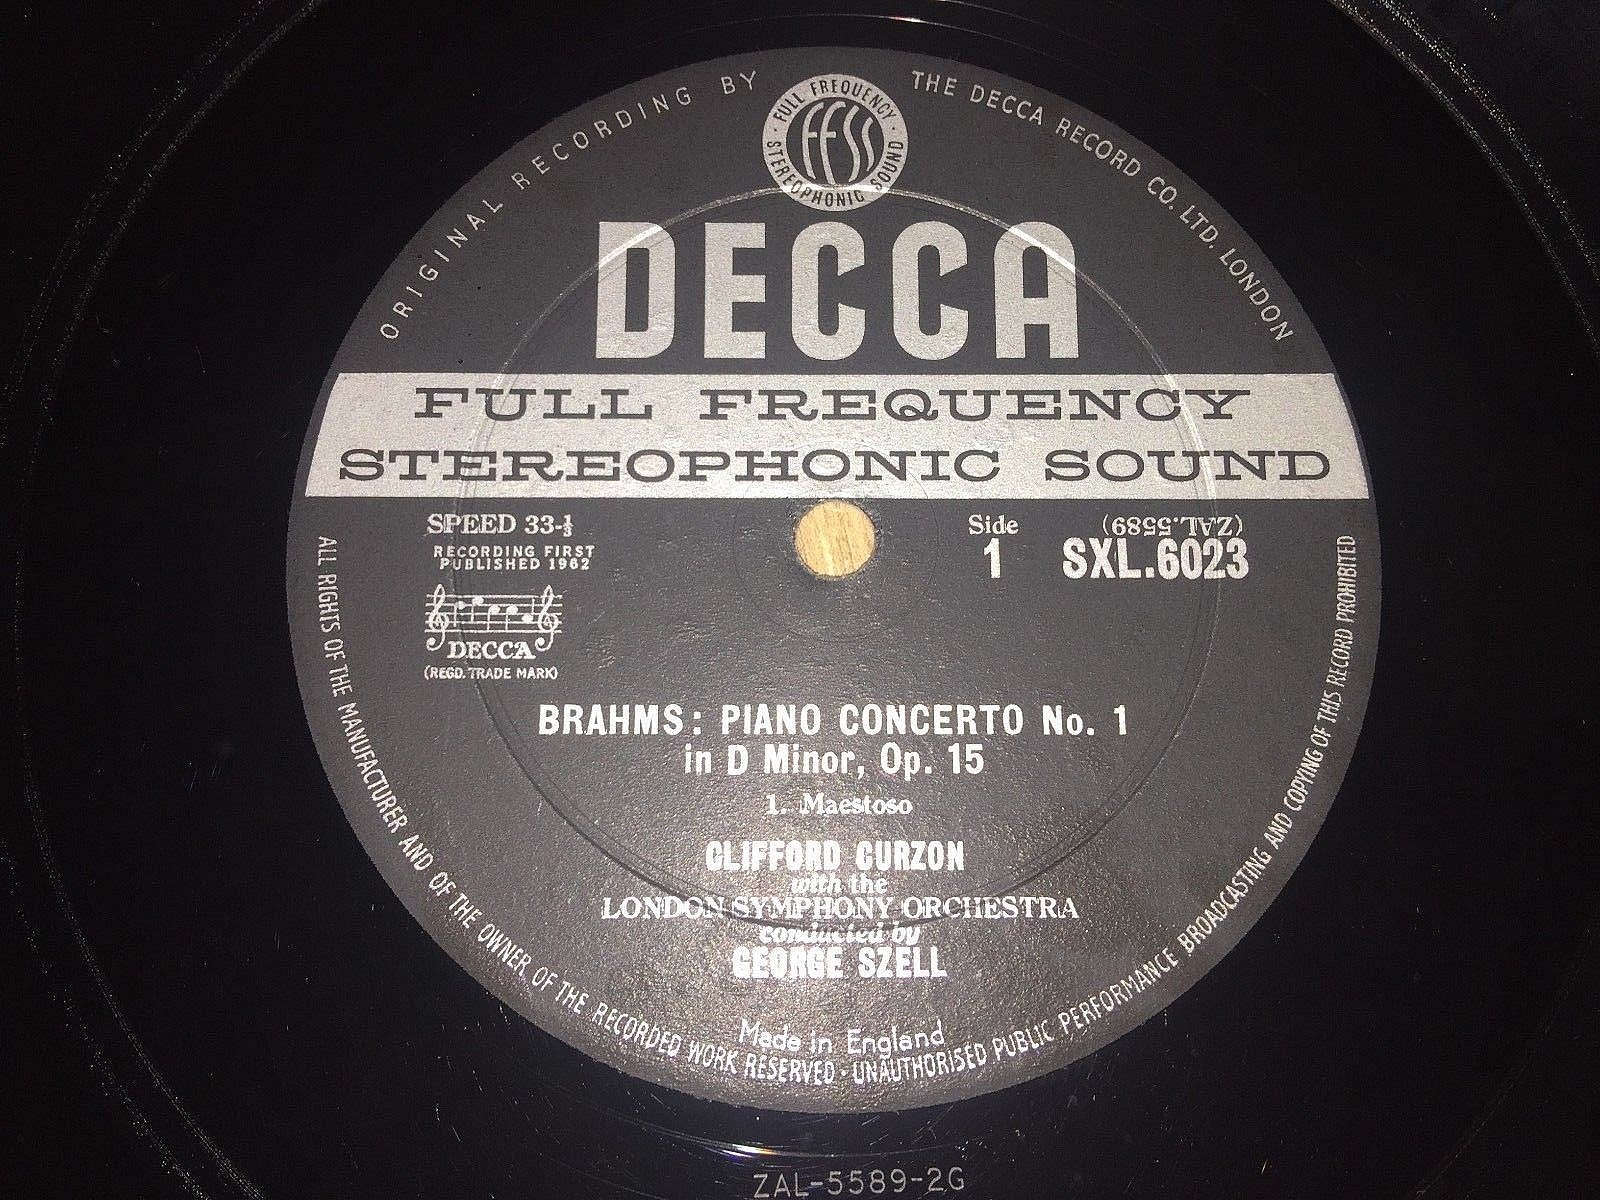 ORIGINAL RECORDING BY THE DECCA RECORD CO. LTD. LONDON
FULL FREQUENCY
FFSS
STEREOPHONIC SOUND
DECCA
FULL FREQUENCY
STEREOPHONIC SOUND
SPEED 33-⅓
RECORDING FIRST
PUBLISHED 1962
DECCA
(REGD. TRADE MARK)
Side
1
(ZAL.5589)
SXL.6023
BRAHMS: PIANO CONCERTO No. 1
in D Minor, Op. 15
1. Maestoso
CLIFFORD CURZON
with the
LONDON SYMPHONY ORCHESTRA
conducted by
GEORGE SZELL
Made in England
ALL RIGHTS OF THE MANUFACTURER AND OF THE OWNER OF THE RECORDED WORK RESERVED · UNAUTHORISED PUBLIC PERFORMANCE BROADCASTING AND COPYING OF THIS RECORD PROHIBITED
ZAL-5589-2G